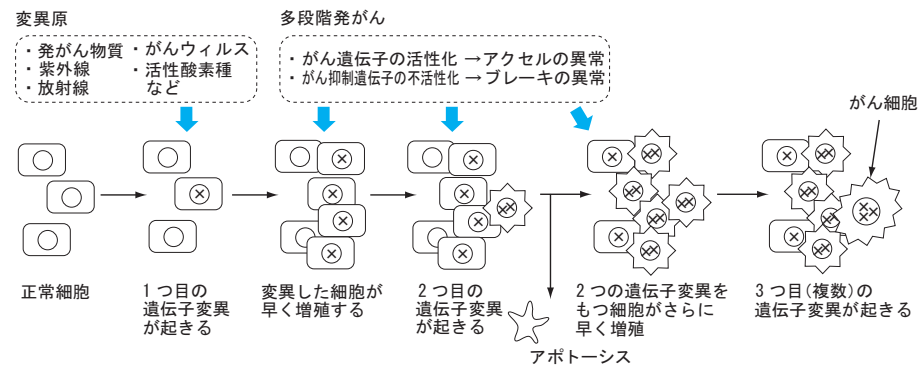 変異原
・発がん物質
・紫外線
・放射線
・がんウィルス
・活性酸素種
など
多段階発がん
・がん遺伝子の活性化 → アクセルの異常
・がん抑制遺伝子の不活性化 → ブレーキの異常
がん細胞
正常細胞
1つ目の
遺伝子変異
が起きる
変異した細胞が
早く増殖する
2つ目の
遺伝子変異
が起きる
アポトーシス
2つの遺伝子変異を
もつ細胞がさらに
早く増殖
3つ目(複数)の
遺伝子変異が起きる